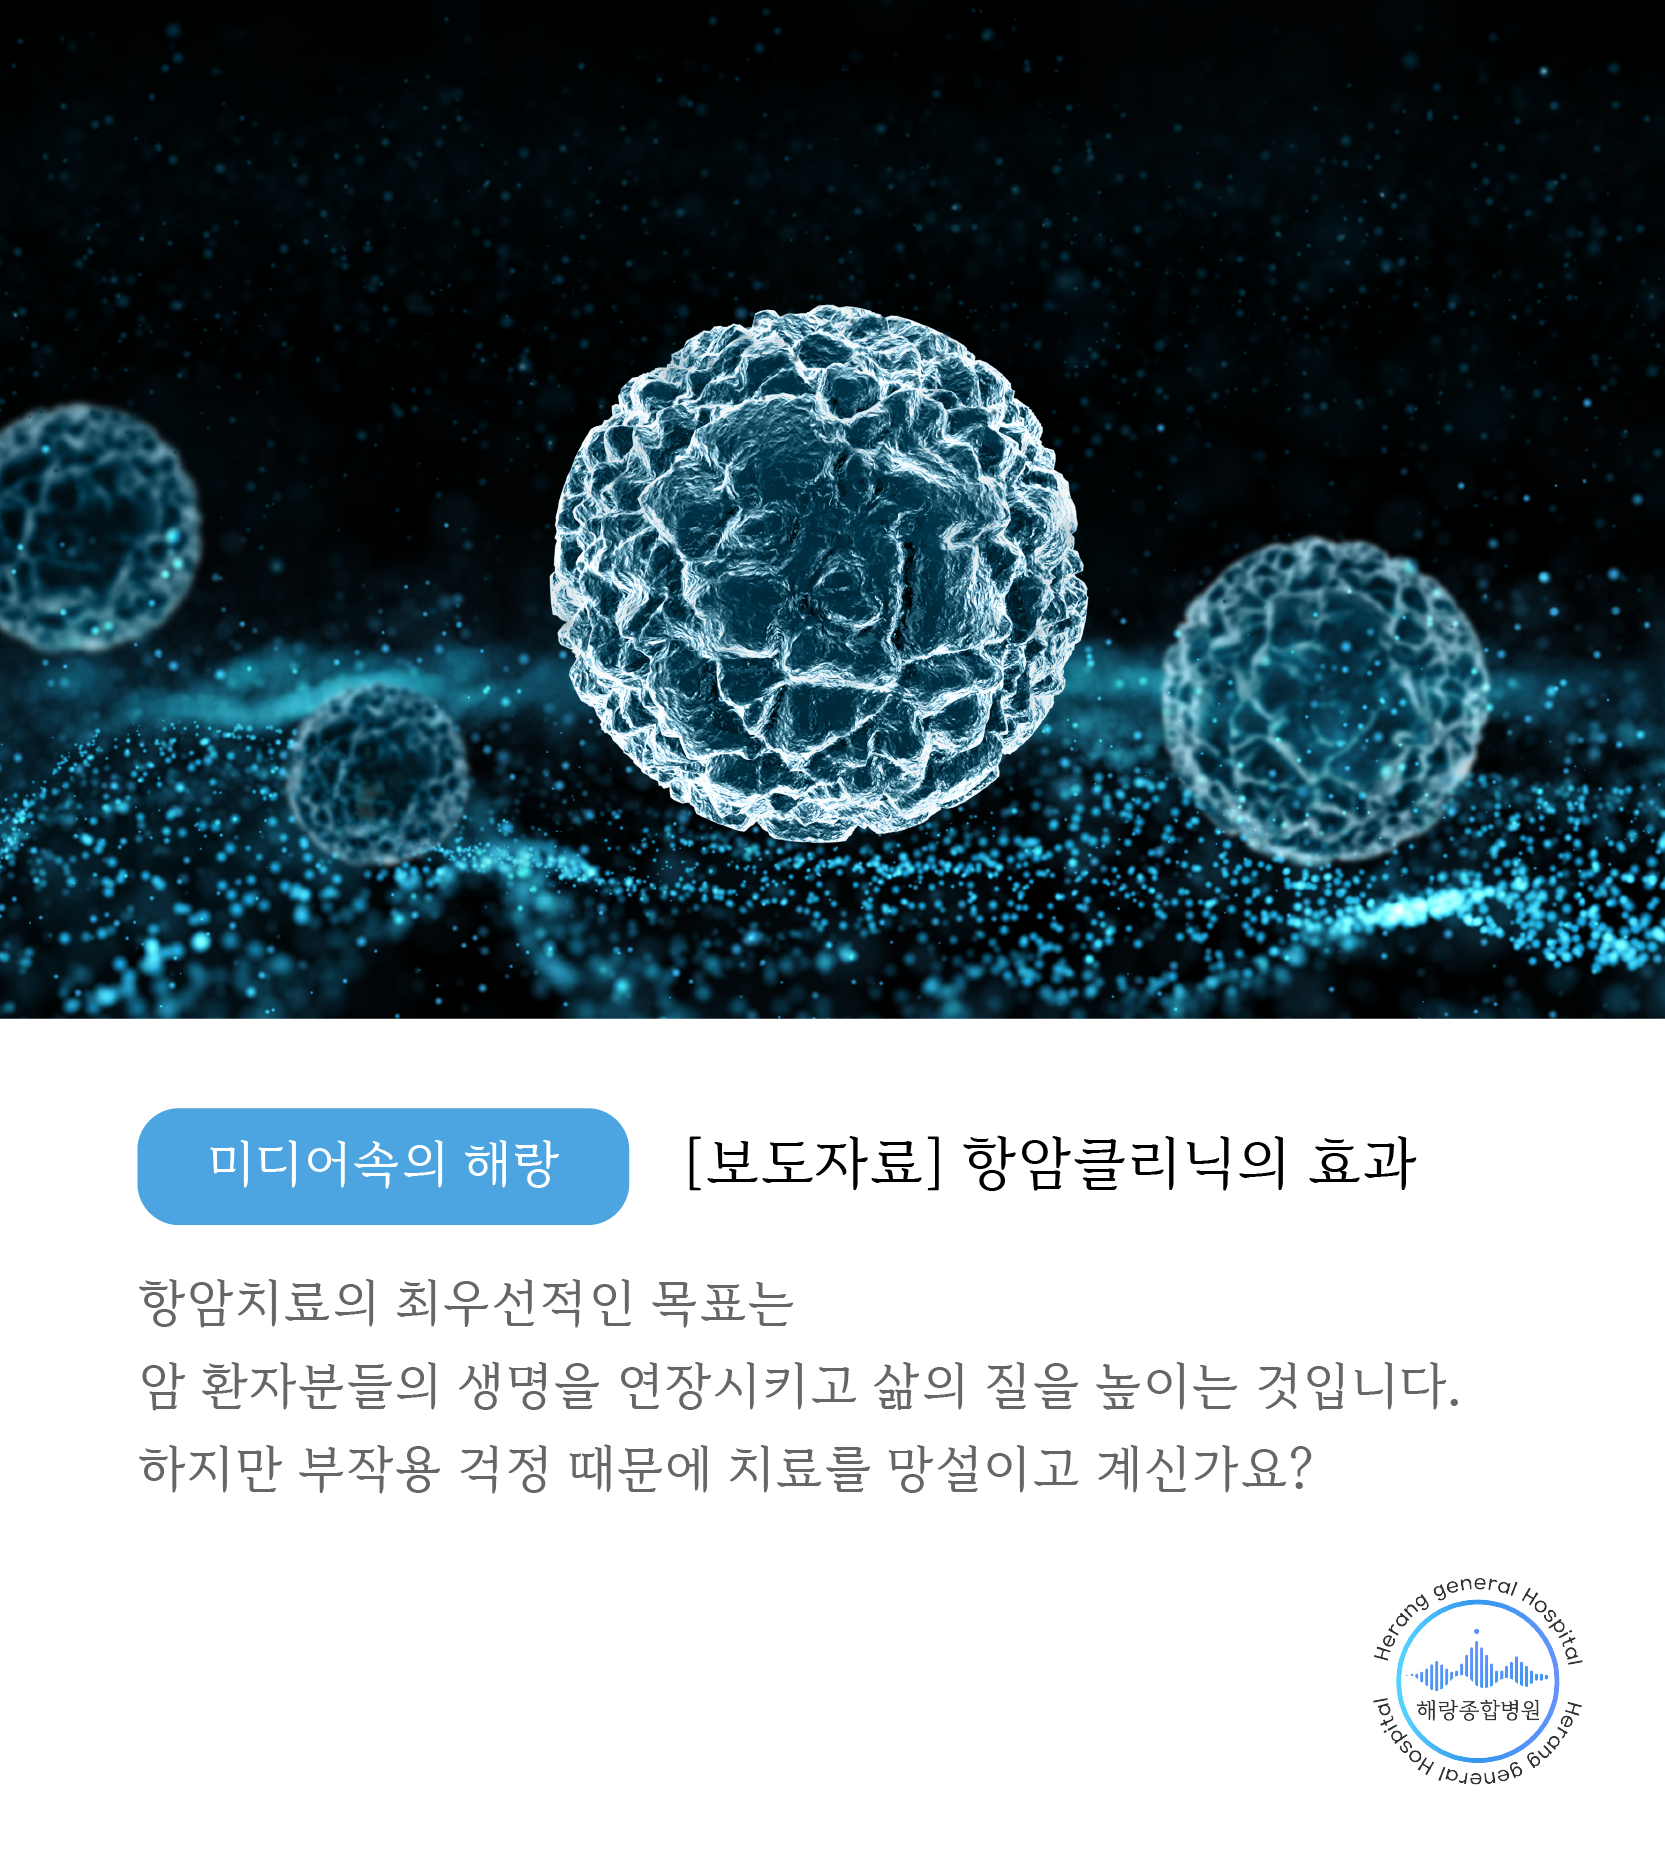 미디어속의 해랑
[보도자료] 항암클리닉의 효과
항암치료의 최우선적인 목표는
암 환자분들의 생명을 연장시키고 삶의 질을 높이는 것입니다.
하지만 부작용 걱정 때문에 치료를 망설이고 계신가요?
Herang general Hospital
해랑종합병원
Herang general Hospital